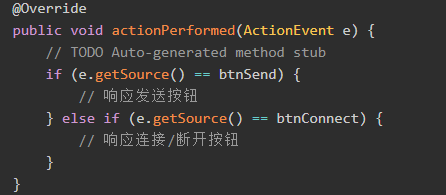 @Override
public void actionPerformed(ActionEvent e) {
    // TODO Auto-generated method stub
    if (e.getSource() == btnSend) {
        // 响应发送按钮
    } else if (e.getSource() == btnConnect) {
        // 响应连接/断开按钮
    }
}